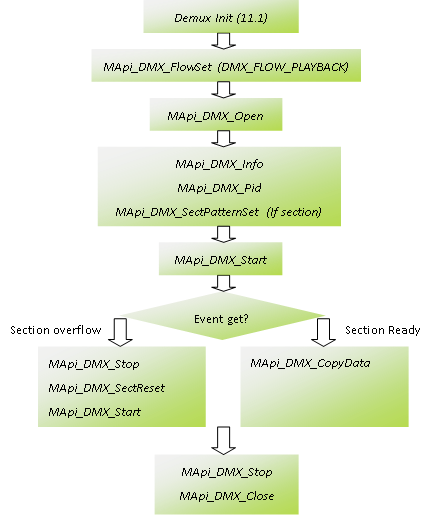 Demux Init (11.1)
MApi_DMX_FlowSet (DMX_FLOW_PLAYBACK)
MApi_DMX_Open
MApi_DMX_Info
MApi_DMX_Pid
MApi_DMX_SectPatternSet (If section)
MApi_DMX_Start
Event get?
Section overflow
Section Ready
MApi_DMX_Stop
MApi_DMX_SectReset
MApi_DMX_Start
MApi_DMX_CopyData
MApi_DMX_Stop
MApi_DMX_Close